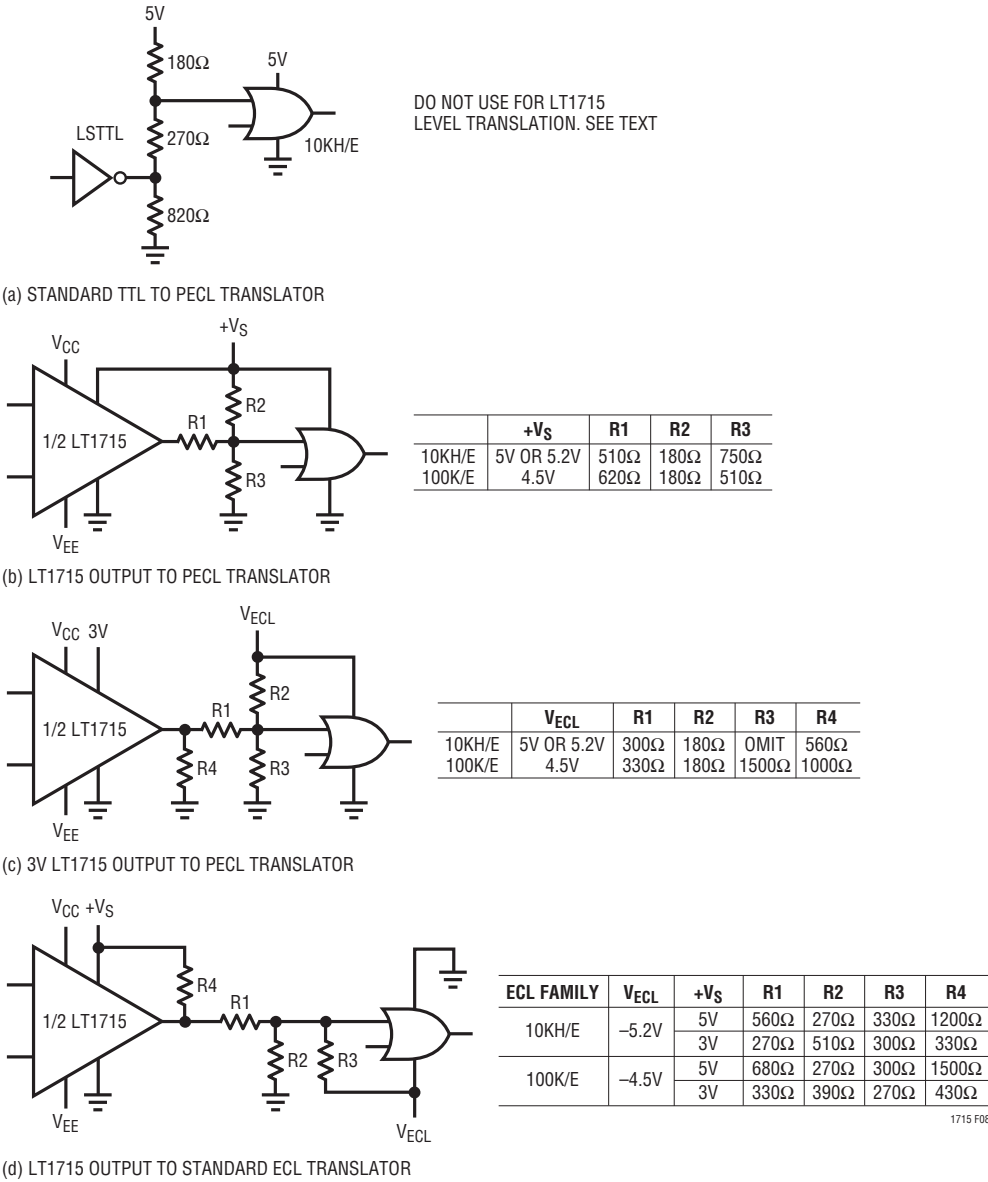 5V
180Ω
5V
DO NOT USE FOR LT1715
LEVEL TRANSLATION. SEE TEXT
LSTTL
270Ω
10KH/E
820Ω
(a) STANDARD TTL TO PECL TRANSLATOR
+VS
VCC
R2
R1
1/2 LT1715
R3
VEE
+VS R1 R2 R3
10KH/E 5V OR 5.2V 510Ω 180Ω 750Ω
100K/E 4.5V 620Ω 180Ω 510Ω
(b) LT1715 OUTPUT TO PECL TRANSLATOR
VECL
VCC 3V
R2
R1
1/2 LT1715
R4
R3
VEE
VECL R1 R2 R3 R4
10KH/E 5V OR 5.2V 300Ω 180Ω OMIT 560Ω
100K/E 4.5V 330Ω 180Ω 1500Ω 1000Ω
(c) 3V LT1715 OUTPUT TO PECL TRANSLATOR
VCC +VS
R4
R1
1/2 LT1715
R2
R3
VEE
VECL
ECL FAMILY VECL +VS R1 R2 R3 R4
10KH/E –5.2V 5V 560Ω 270Ω 330Ω 1200Ω
3V 270Ω 510Ω 300Ω 330Ω
100K/E –4.5V 5V 680Ω 270Ω 300Ω 1500Ω
3V 330Ω 390Ω 270Ω 430Ω
1715 F08
(d) LT1715 OUTPUT TO STANDARD ECL TRANSLATOR